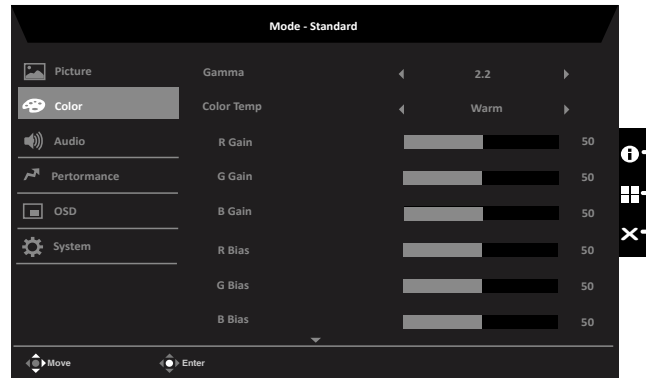 Mode - Standard
Picture
Gamma 2.2
Color
Color Temp Warm
Audio
R Gain 50
Pertormance
G Gain 50
OSD
B Gain 50
System
R Bias 50
G Bias 50
B Bias 50
Move Enter